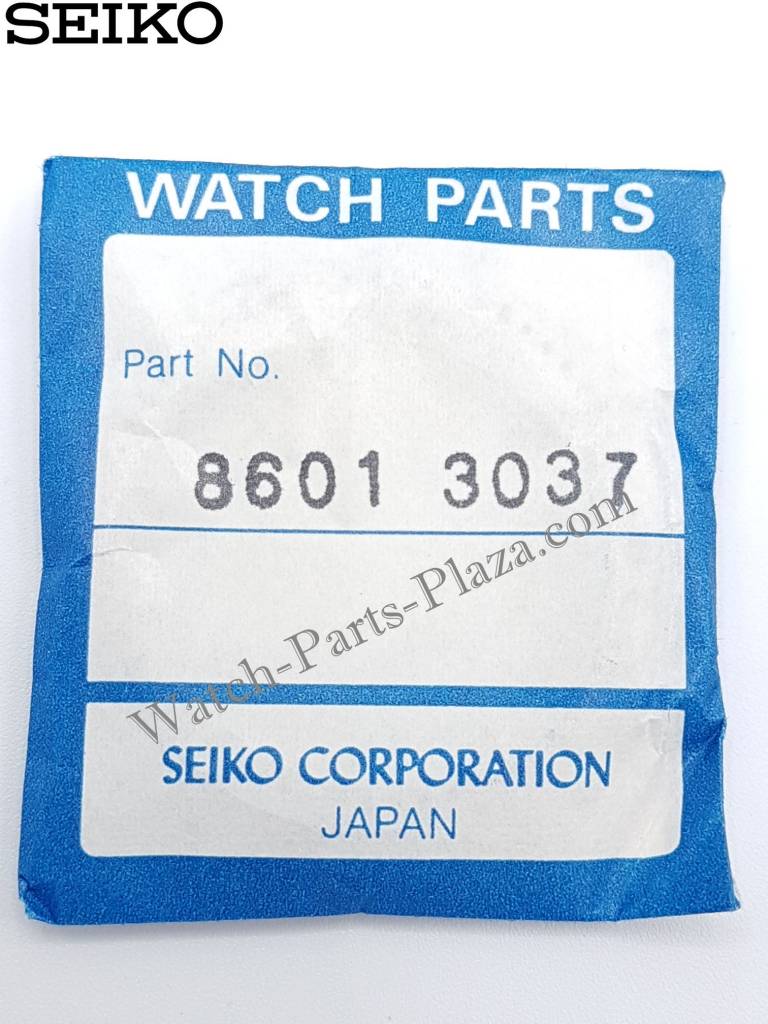 SEIKO
WATCH PARTS
Part No.
8601 3037
Watch-Parts-Plaza.com
SEIKO CORPORATION
JAPAN